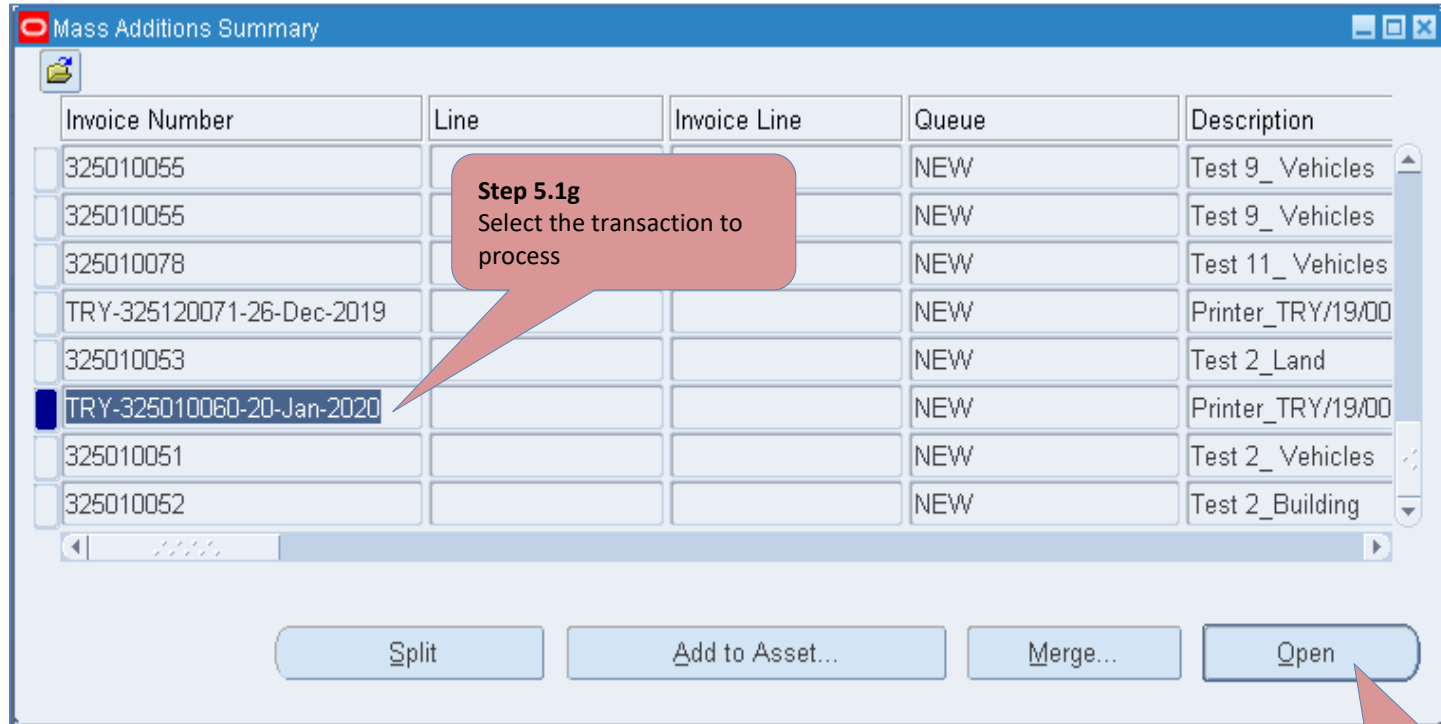 Mass Additions Summary
Invoice Number Line Invoice Line Queue Description
325010055 NEW Test 9_ Vehicles
325010055 NEW Test 9_ Vehicles
325010078 NEW Test 11_ Vehicles
TRY-325120071-26-Dec-2019 NEW Printer_TRY/19/00
325010053 NEW Test 2_Land
TRY-325010060-20-Jan-2020 NEW Printer_TRY/19/00
325010051 NEW Test 2_ Vehicles
325010052 NEW Test 2_Building
Step 5.1g
Select the transaction to
process
Split Add to Asset... Merge... Open